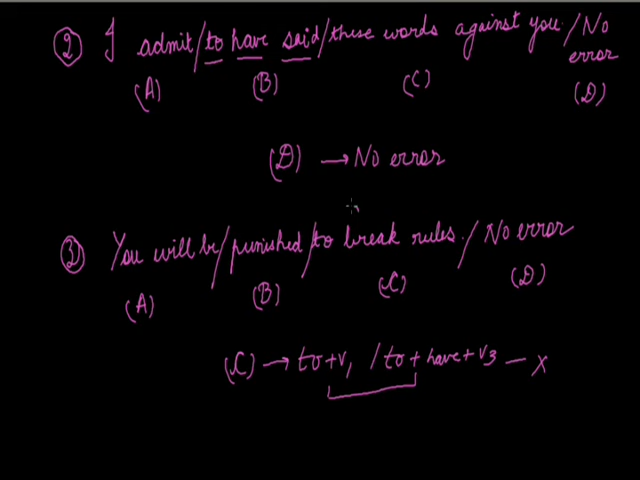 ② I admit/to have said/these words against you/No
error
(A) (B) (C) (D)
(D) → No error
③ You will be/punished/to break rules./No error
(A) (B) (C) (D)
(C) → to+v1 /to+have+v3 — x